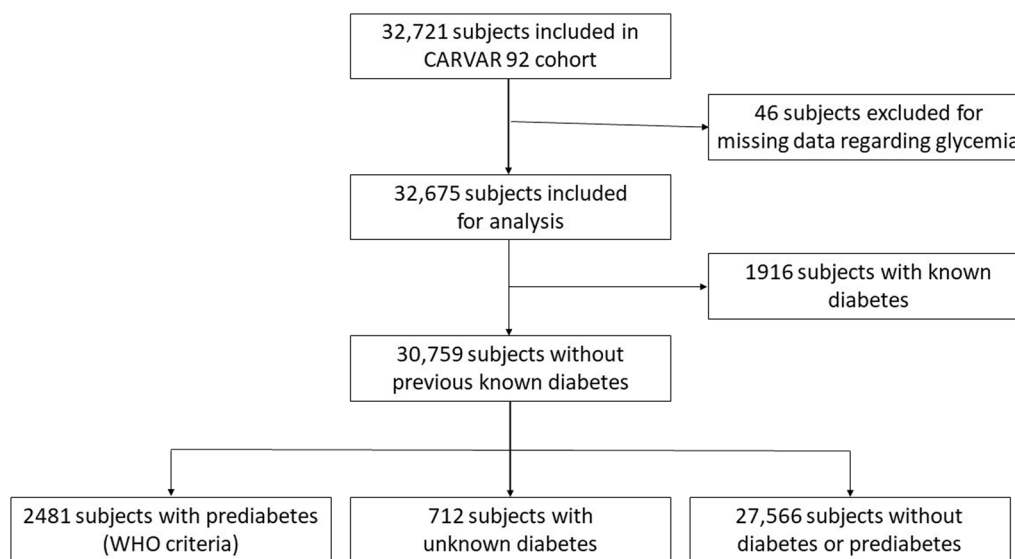 32,721 subjects included in
CARVAR 92 cohort
46 subjects excluded for
missing data regarding glycemia
32,675 subjects included
for analysis
1916 subjects with known
diabetes
30,759 subjects without
previous known diabetes
2481 subjects with prediabetes
(WHO criteria)
712 subjects with
unknown diabetes
27,566 subjects without
diabetes or prediabetes